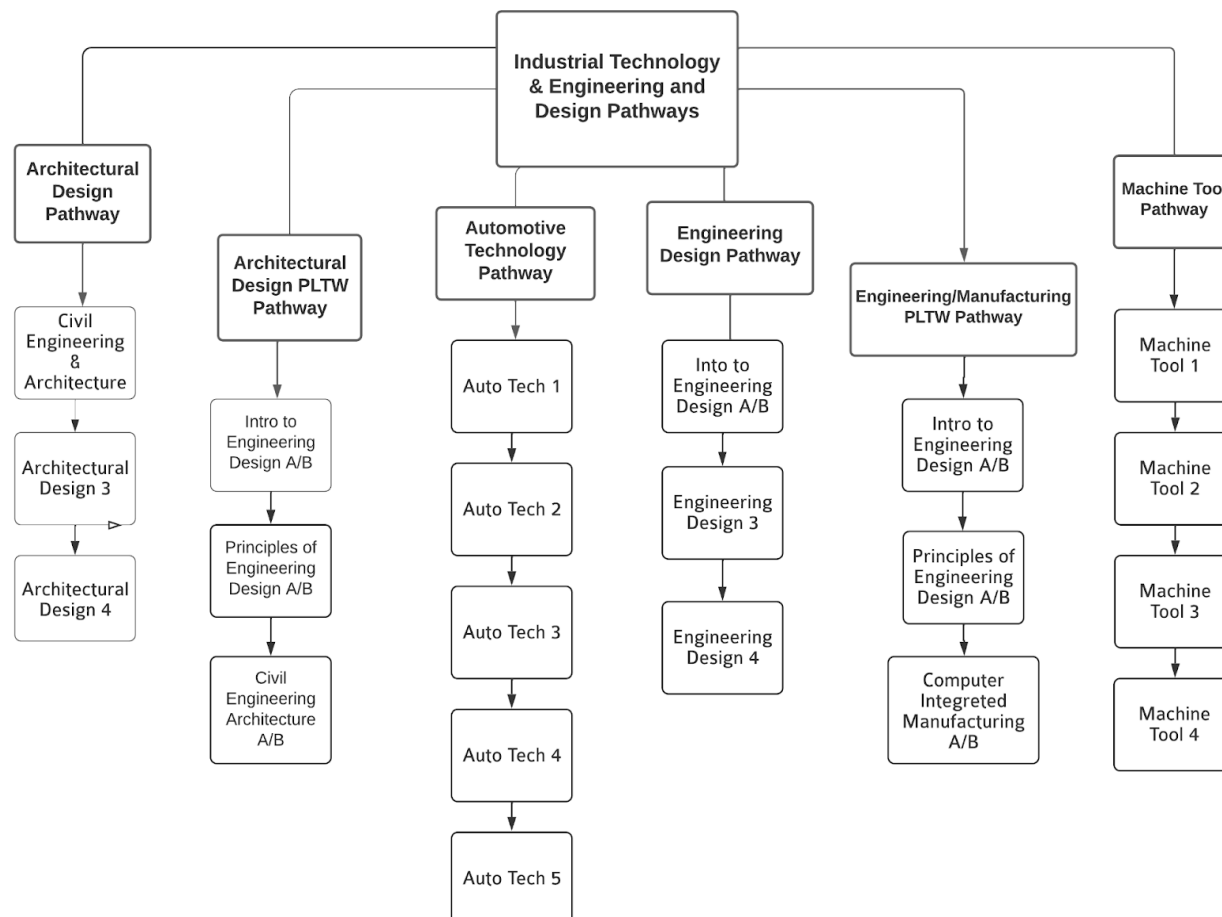 Industrial Technology
& Engineering and
Design Pathways
Architectural
Design
Pathway
Civil
Engineering
&
Architecture
Architectural
Design 3
Architectural
Design 4
Architectural
Design PLTW
Pathway
Intro to
Engineering
Design A/B
Principles of
Engineering
Design A/B
Civil
Engineering
Architecture
A/B
Automotive
Technology
Pathway
Auto Tech 1
Auto Tech 2
Auto Tech 3
Auto Tech 4
Auto Tech 5
Engineering
Design Pathway
Into to
Engineering
Design A/B
Engineering
Design 3
Engineering
Design 4
Engineering/Manufacturing
PLTW Pathway
Intro to
Engineering
Design A/B
Principles of
Engineering
Design A/B
Computer
Integreted
Manufacturing
A/B
Machine Tool
Pathway
Machine
Tool 1
Machine
Tool 2
Machine
Tool 3
Machine
Tool 4